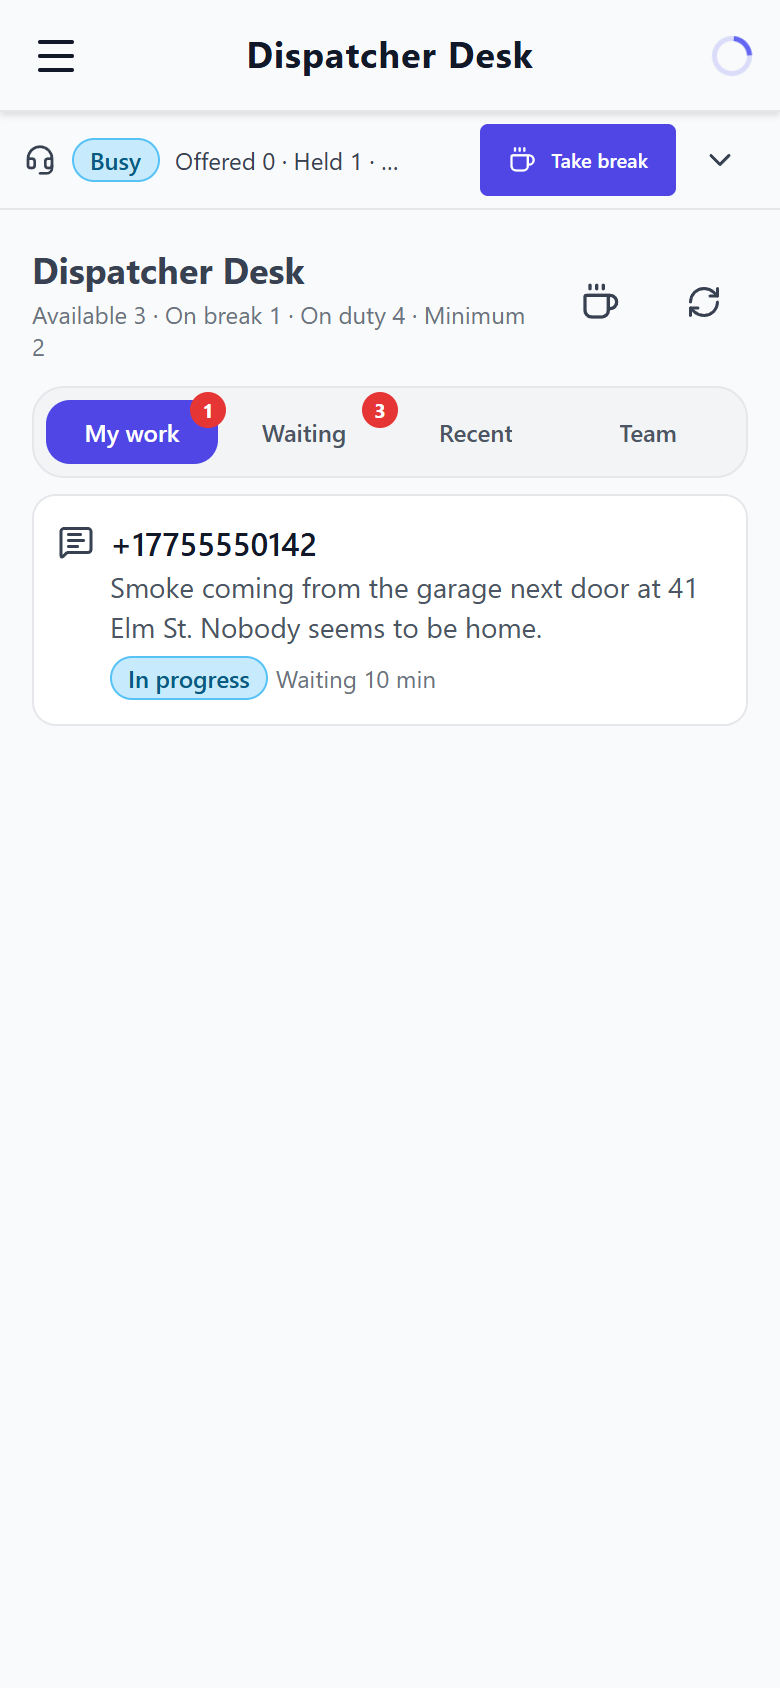 Dispatcher Desk
Busy Offered 0 · Held 1 · ... Take break
Dispatcher Desk
Available 3 · On break 1 · On duty 4 · Minimum
2
My work 1 Waiting 3 Recent Team
+17755550142
Smoke coming from the garage next door at 41
Elm St. Nobody seems to be home.
In progress Waiting 10 min